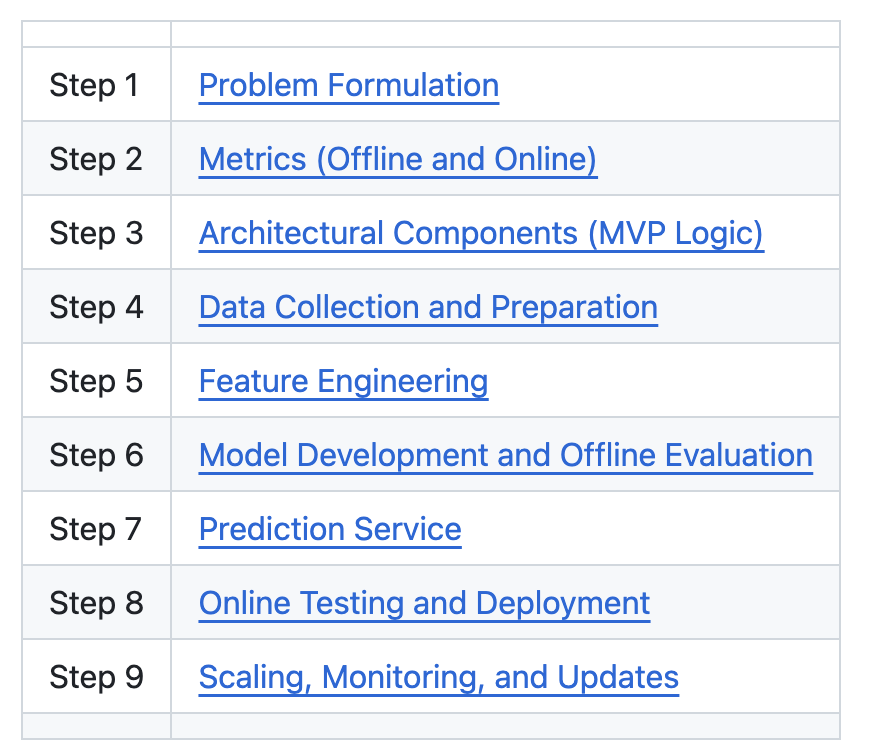 Step 1 Problem Formulation
Step 2 Metrics (Offline and Online)
Step 3 Architectural Components (MVP Logic)
Step 4 Data Collection and Preparation
Step 5 Feature Engineering
Step 6 Model Development and Offline Evaluation
Step 7 Prediction Service
Step 8 Online Testing and Deployment
Step 9 Scaling, Monitoring, and Updates